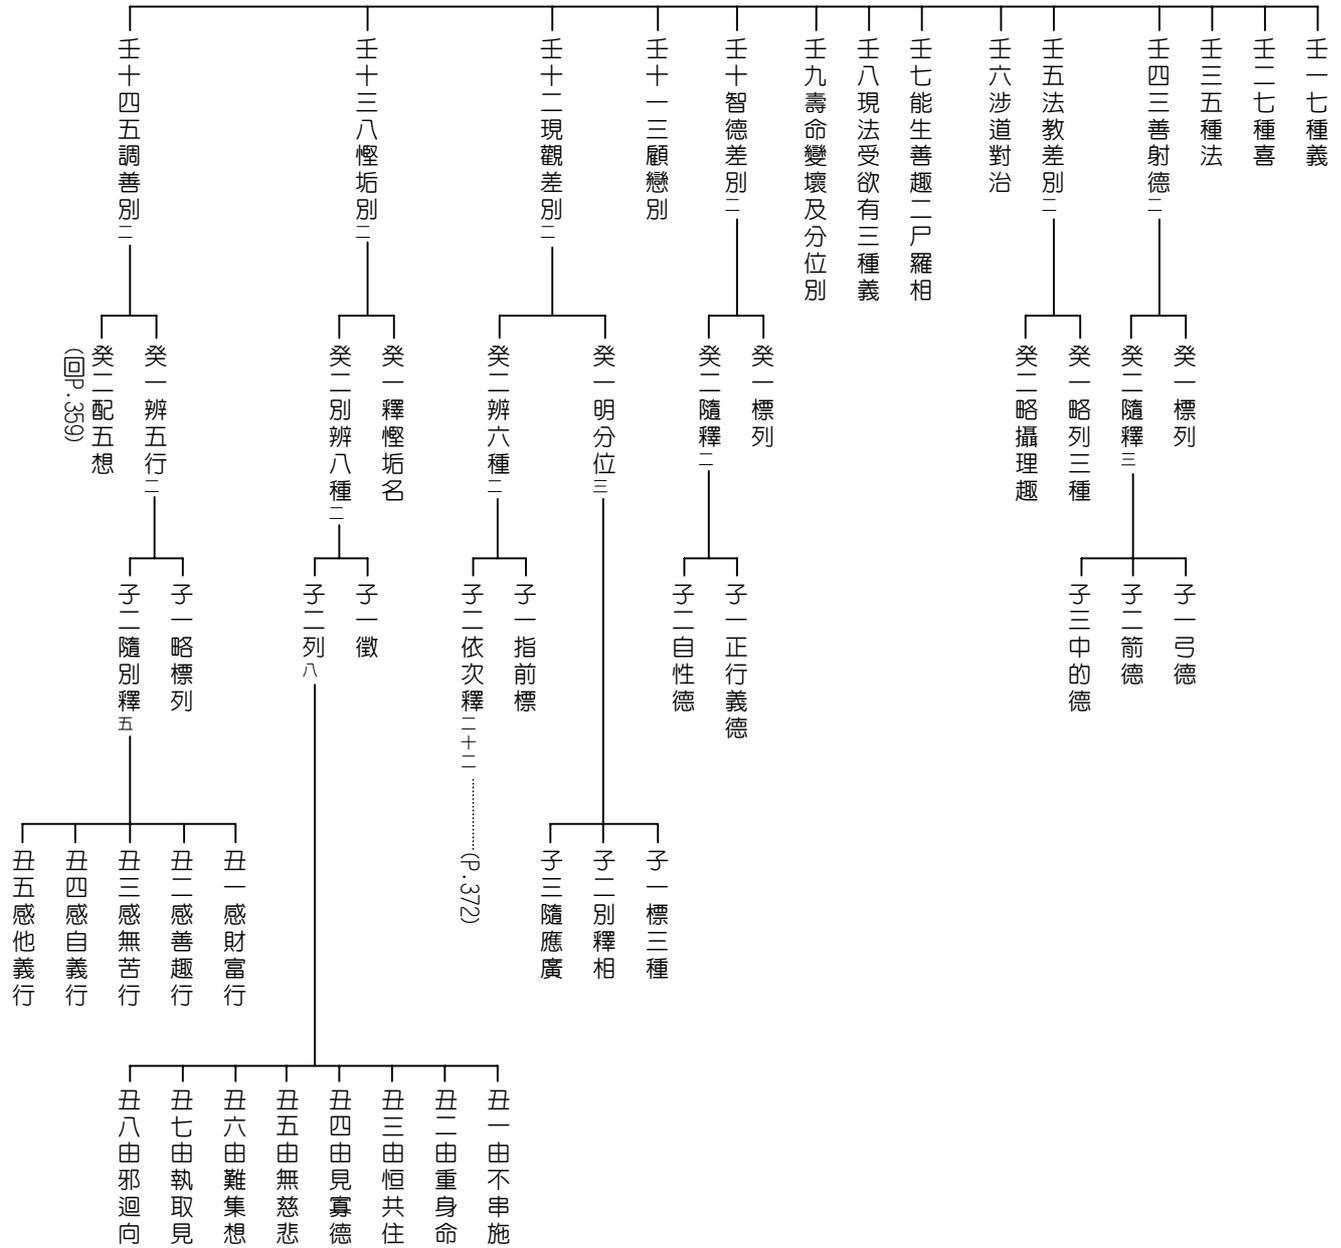 壬一七種義
壬二七種喜
壬三五種法
壬四三善射德二
壬五法教差別二
壬六涉道對治
壬七能生善趣二尸羅相
壬八現法受欲有三種義
壬九壽命變壞及分位別
壬十智德差別二
壬十一三顧戀別
壬十二現觀差別二
壬十三八慳垢別二
壬十四五調善別二
癸一標列
癸二隨釋三
癸一略列三種
癸二略攝理趣
癸一標列
癸二隨釋二
癸一明分位三
癸二辨六種二
癸一釋慳垢名
癸二別辨八種二
癸一辨五行二
癸二配五想
(回P.359)
子一弓德
子二箭德
子三中的德
子一正行義德
子二自性德
子一指前標
子二依次釋二十二
(P.372)
子一徵
子二列八
子一略標列
子二隨別釋五
子一標三種
子二別釋相
子三隨應廣
丑一感財富行
丑二感善趣行
丑三感無苦行
丑四感自義行
丑五感他義行
丑一由不串施
丑二由重身命
丑三由恒共住
丑四由見寡德
丑五由無慈悲
丑六由難集想
丑七由執取見
丑八由邪迴向